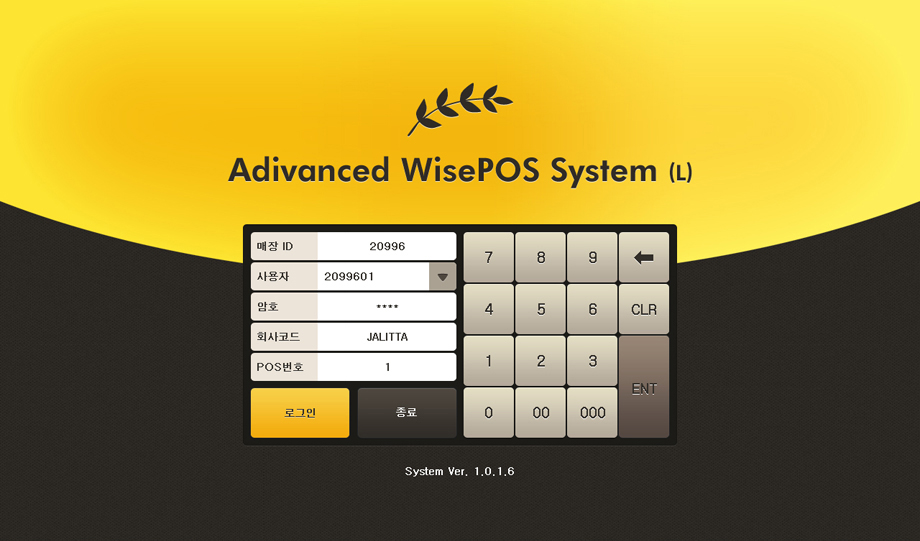 Adivanced WisePOS System (L)
매장 ID 20996
사용자 2099601
암호 ****
회사코드 JALITTA
POS번호 1
로그인 종료
7 8 9
4 5 6 CLR
1 2 3
ENT
0 00 000
System Ver. 1.0.1.6